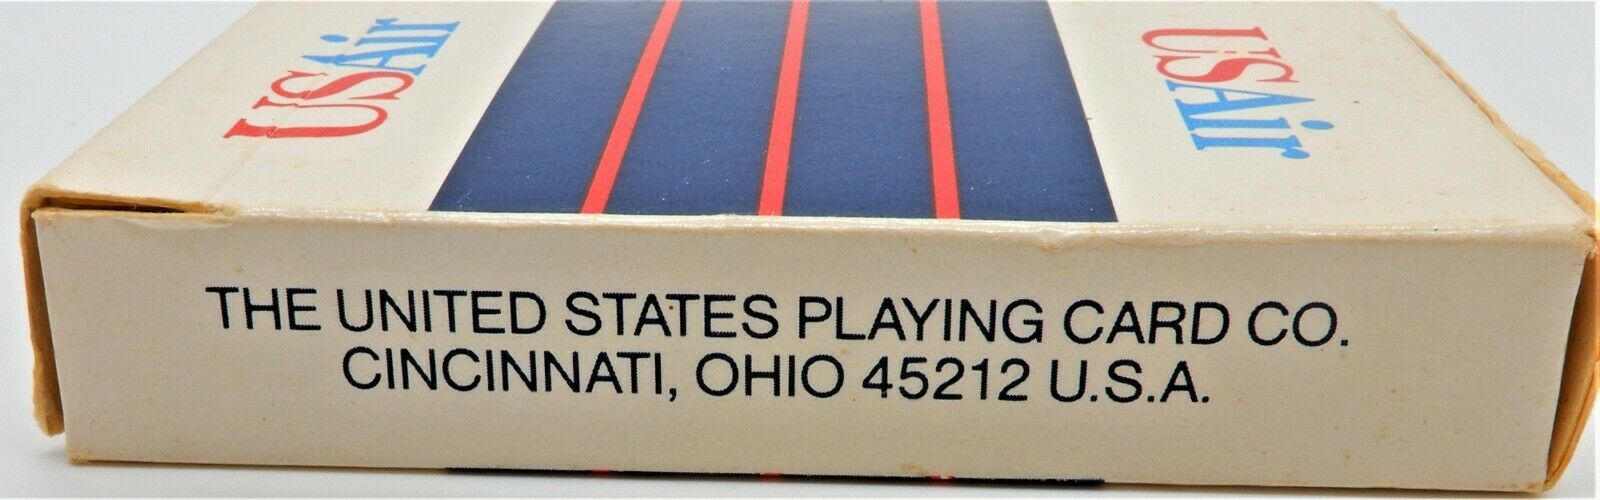 USAir
USAir
THE UNITED STATES PLAYING CARD CO.
CINCINNATI, OHIO 45212 U.S.A.